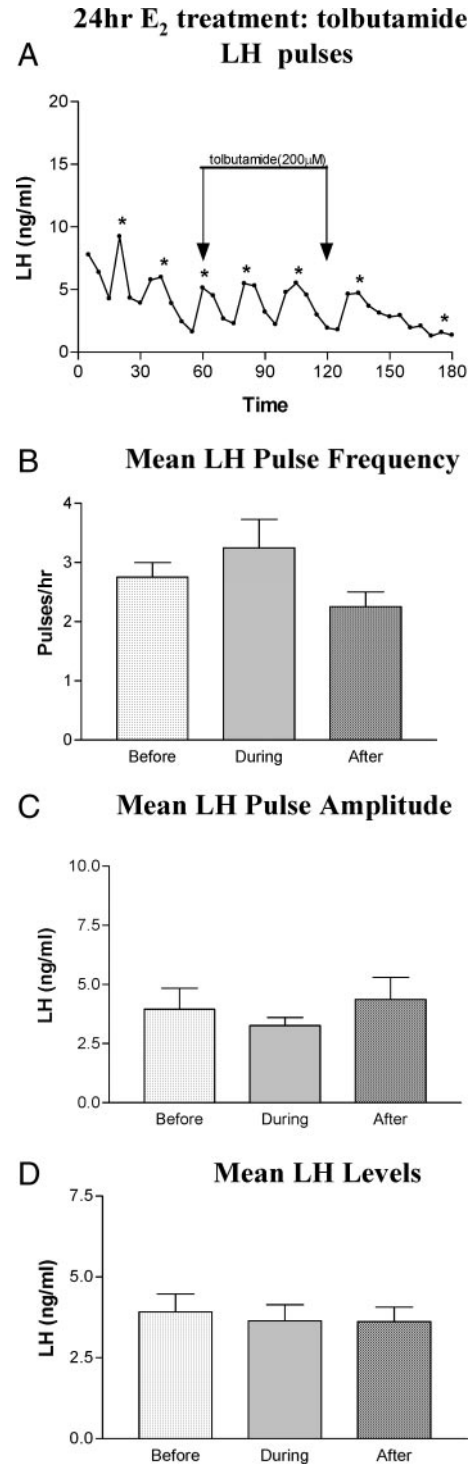 24hr E₂ treatment: tolbutamide
LH pulses
A
20
15
10
5
0
LH (ng/ml)
tolbutamide(200µM)
* * * * * * *
0 30 60 90 120 150 180
Time
B
Mean LH Pulse Frequency
4
3
2
1
0
Pulses/hr
Before During After
C
Mean LH Pulse Amplitude
10.0
7.5
5.0
2.5
0.0
LH (ng/ml)
Before During After
D
Mean LH Levels
7.5
5.0
2.5
0.0
LH (ng/ml)
Before During After